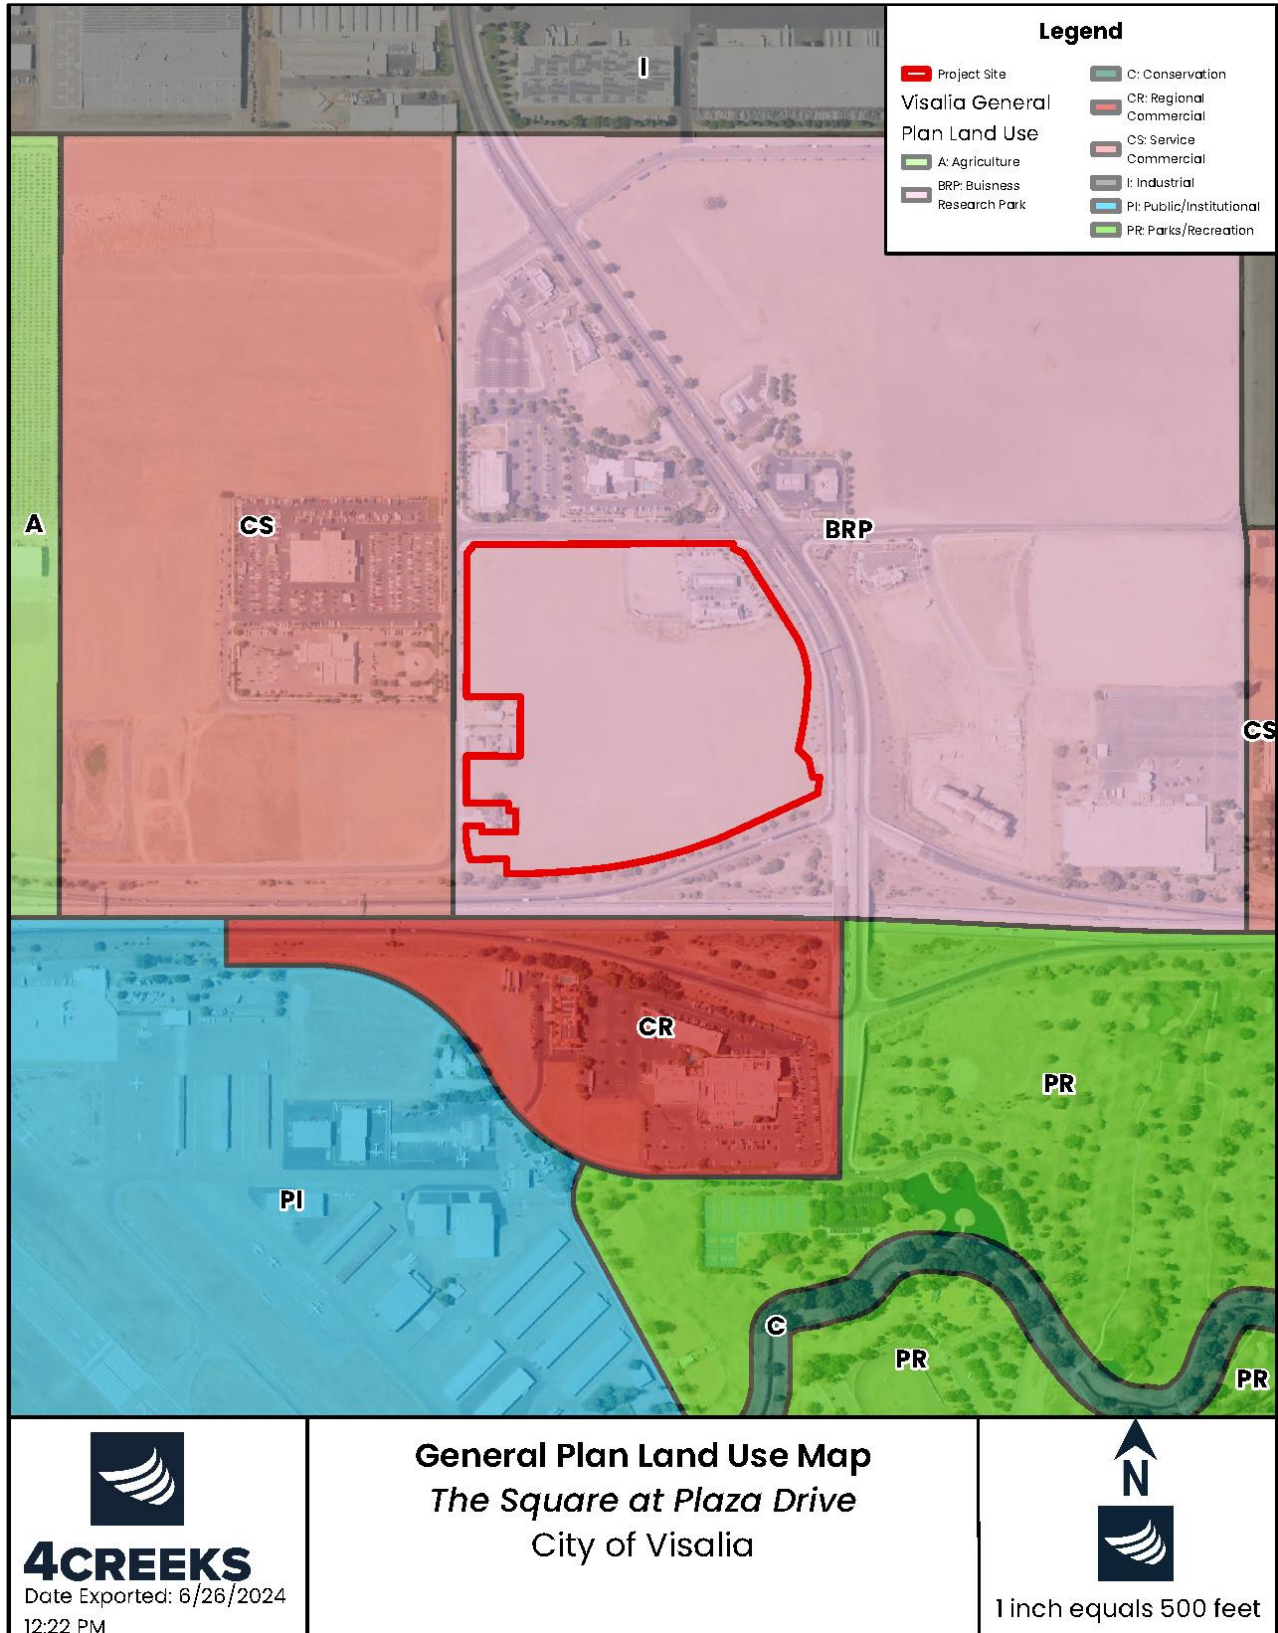 I
Legend
Project Site
Visalia General
Plan Land Use
A: Agriculture
BRP: Buisness
Research Park
C: Conservation
CR: Regional
Commercial
CS: Service
Commercial
I: Industrial
PI: Public/Institutional
PR: Parks/Recreation
A
CS
BRP
CS
CR
PR
PI
C
PR
PR
4CREEKS
Date Exported: 6/26/2024
12:22 PM
General Plan Land Use Map
The Square at Plaza Drive
City of Visalia
N
1 inch equals 500 feet